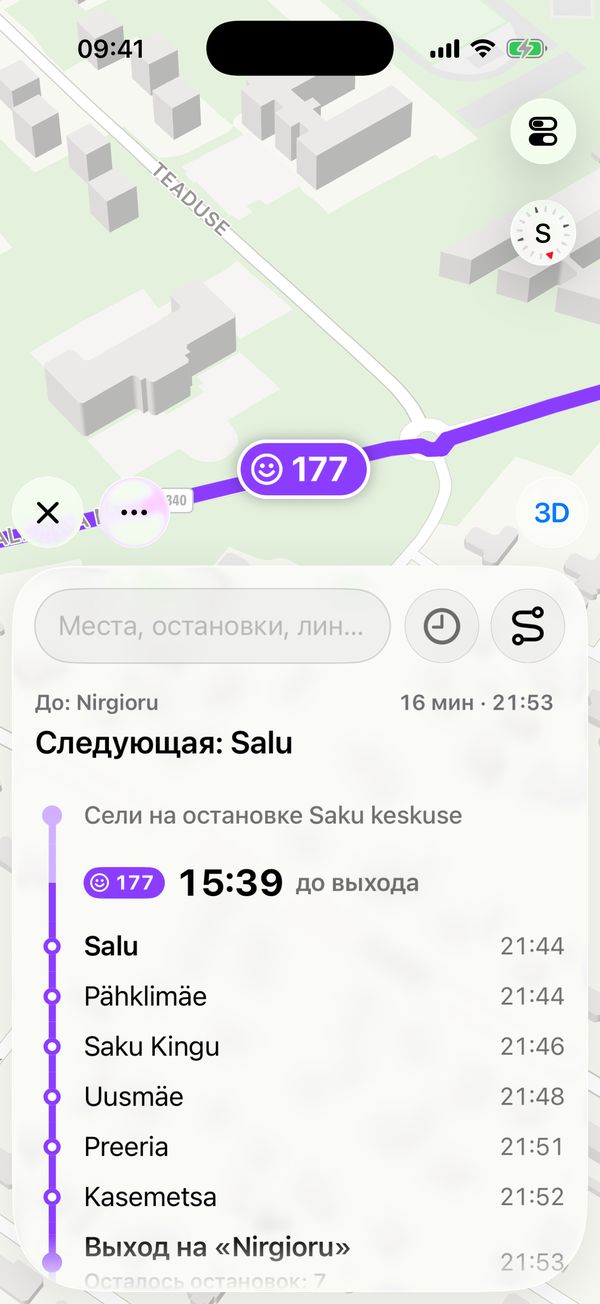 09:41
TEADUSE
S
177
340
3D
Места, остановки, лин...
До: Nirgioru
16 мин · 21:53
Следующая: Salu
Сели на остановке Saku keskuse
177 15:39 до выхода
Salu 21:44
Pähklimäe 21:44
Saku Kingu 21:46
Uusmäe 21:48
Preeria 21:51
Kasemetsa 21:52
Выход на «Nirgioru» 21:53
Осталось остановок: 7